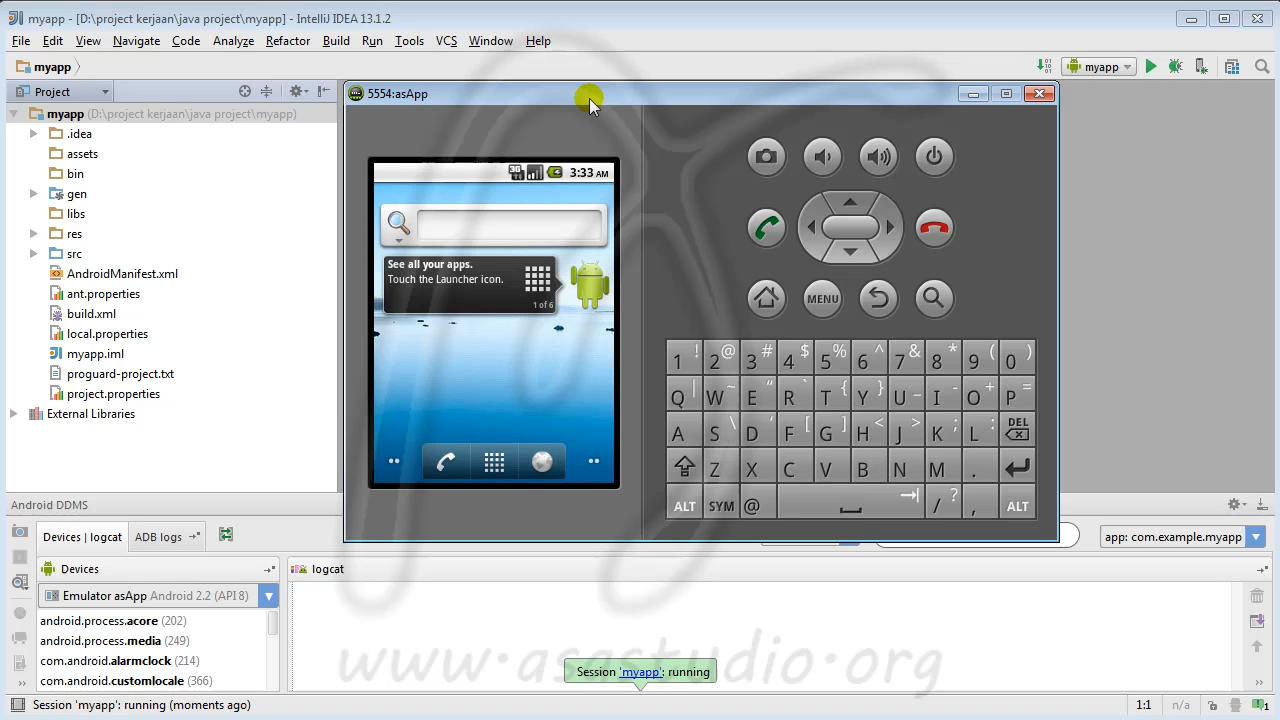 myapp - [D:\project kerjaan\java project\myapp] - IntelliJ IDEA 13.1.2
File Edit View Navigate Code Analyze Refactor Build Run Tools VCS Window Help
myapp
myapp
Project
myapp (D:\project kerjaan\java project\myapp)
.idea
assets
bin
gen
libs
res
src
AndroidManifest.xml
ant.properties
build.xml
local.properties
myapp.iml
proguard-project.txt
project.properties
External Libraries
5554:asApp
3G
3:33 AM
See all your apps.
Touch the Launcher icon.
1 of 6
MENU
1 ! 2 @ 3 # 4 $ 5 % 6 ^ 7 & 8 * 9 ( 0 )
Q | W ~ E “ R ` T { Y } U _ I - O + P =
A S \ D ‘ F [ G ] H < J > K ; L : DEL
Z X C V B N M .
ALT SYM @ / ? , ALT
Android DDMS
Devices | logcat
ADB logs
app: com.example.myapp
Devices
logcat
Emulator asApp Android 2.2 (API 8)
android.process.acore (202)
android.process.media (249)
com.android.alarmclock (214)
com.android.customlocale (366)
www.asastudio.org
Session 'myapp': running
Session 'myapp': running (moments ago)
1:1
n/a
1